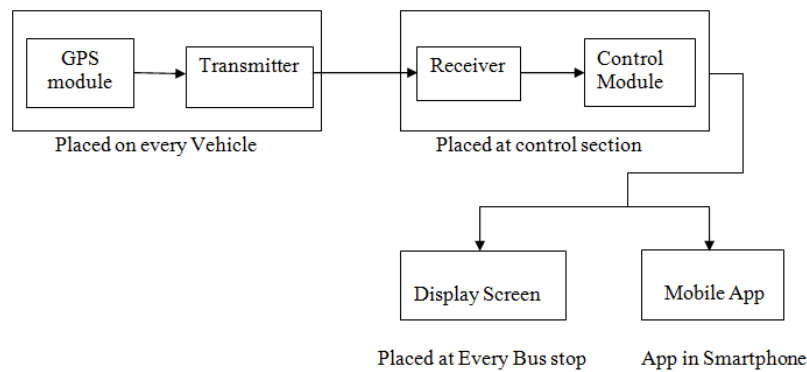 GPS
module
Transmitter
Receiver
Control
Module
Placed on every Vehicle
Placed at control section
Display Screen
Mobile App
Placed at Every Bus stop
App in Smartphone